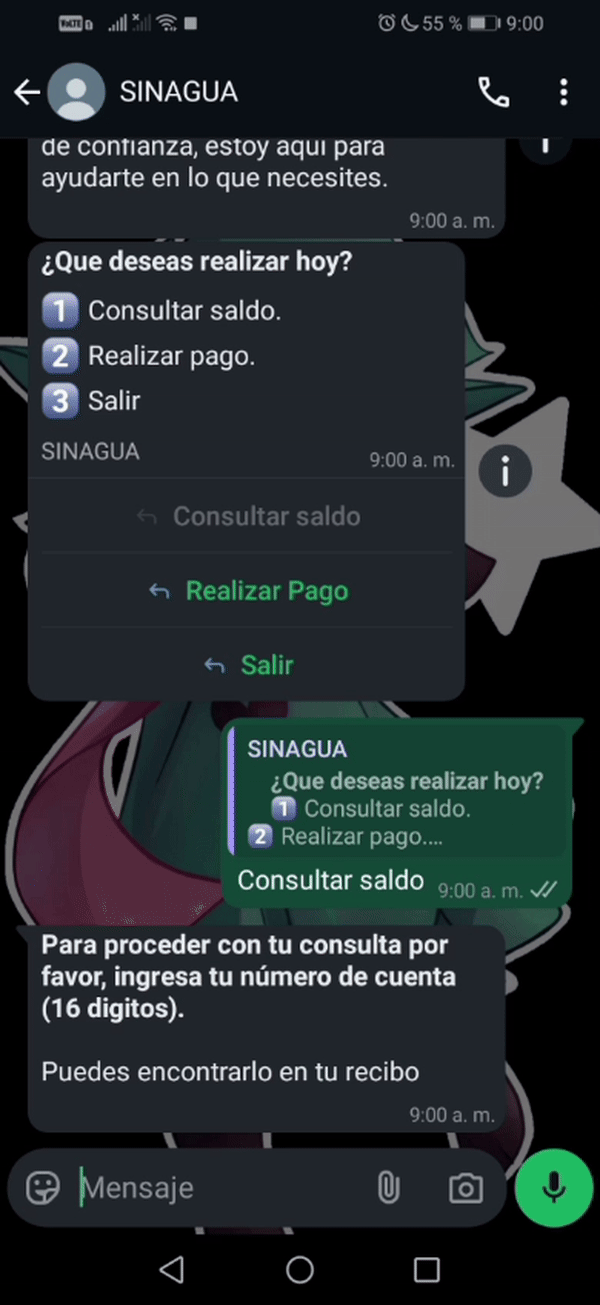 55 % 9:00
SINAGUA
de confianza, estoy aquí para
ayudarte en lo que necesites.
9:00 a. m.
¿Que deseas realizar hoy?
1 Consultar saldo.
2 Realizar pago.
3 Salir
SINAGUA
9:00 a. m.
Consultar saldo
Realizar Pago
Salir
SINAGUA
¿Que deseas realizar hoy?
1 Consultar saldo.
2 Realizar pago....
Consultar saldo
9:00 a. m.
Para proceder con tu consulta por
favor, ingresa tu número de cuenta
(16 digitos).
Puedes encontrarlo en tu recibo
9:00 a. m.
Mensaje